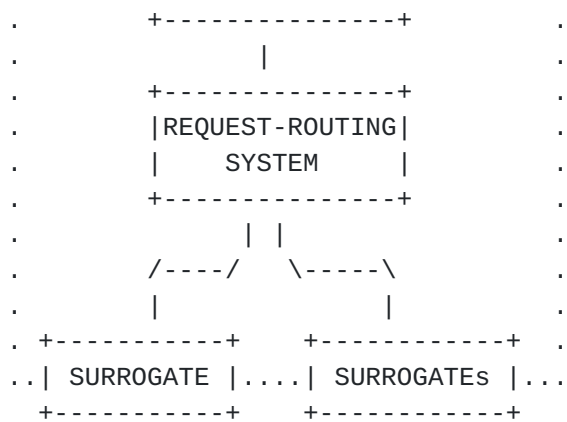 .        +---------------+          .
.                |                  .
.        +---------------+          .
.        |REQUEST-ROUTING|          .
.        |    SYSTEM     |          .
.        +---------------+          .
.               | |                 .
.        /----/   \-----\           .
.        |              |           .
. +-----------+    +------------+   .
..| SURROGATE |....| SURROGATEs |...
  +-----------+    +------------+